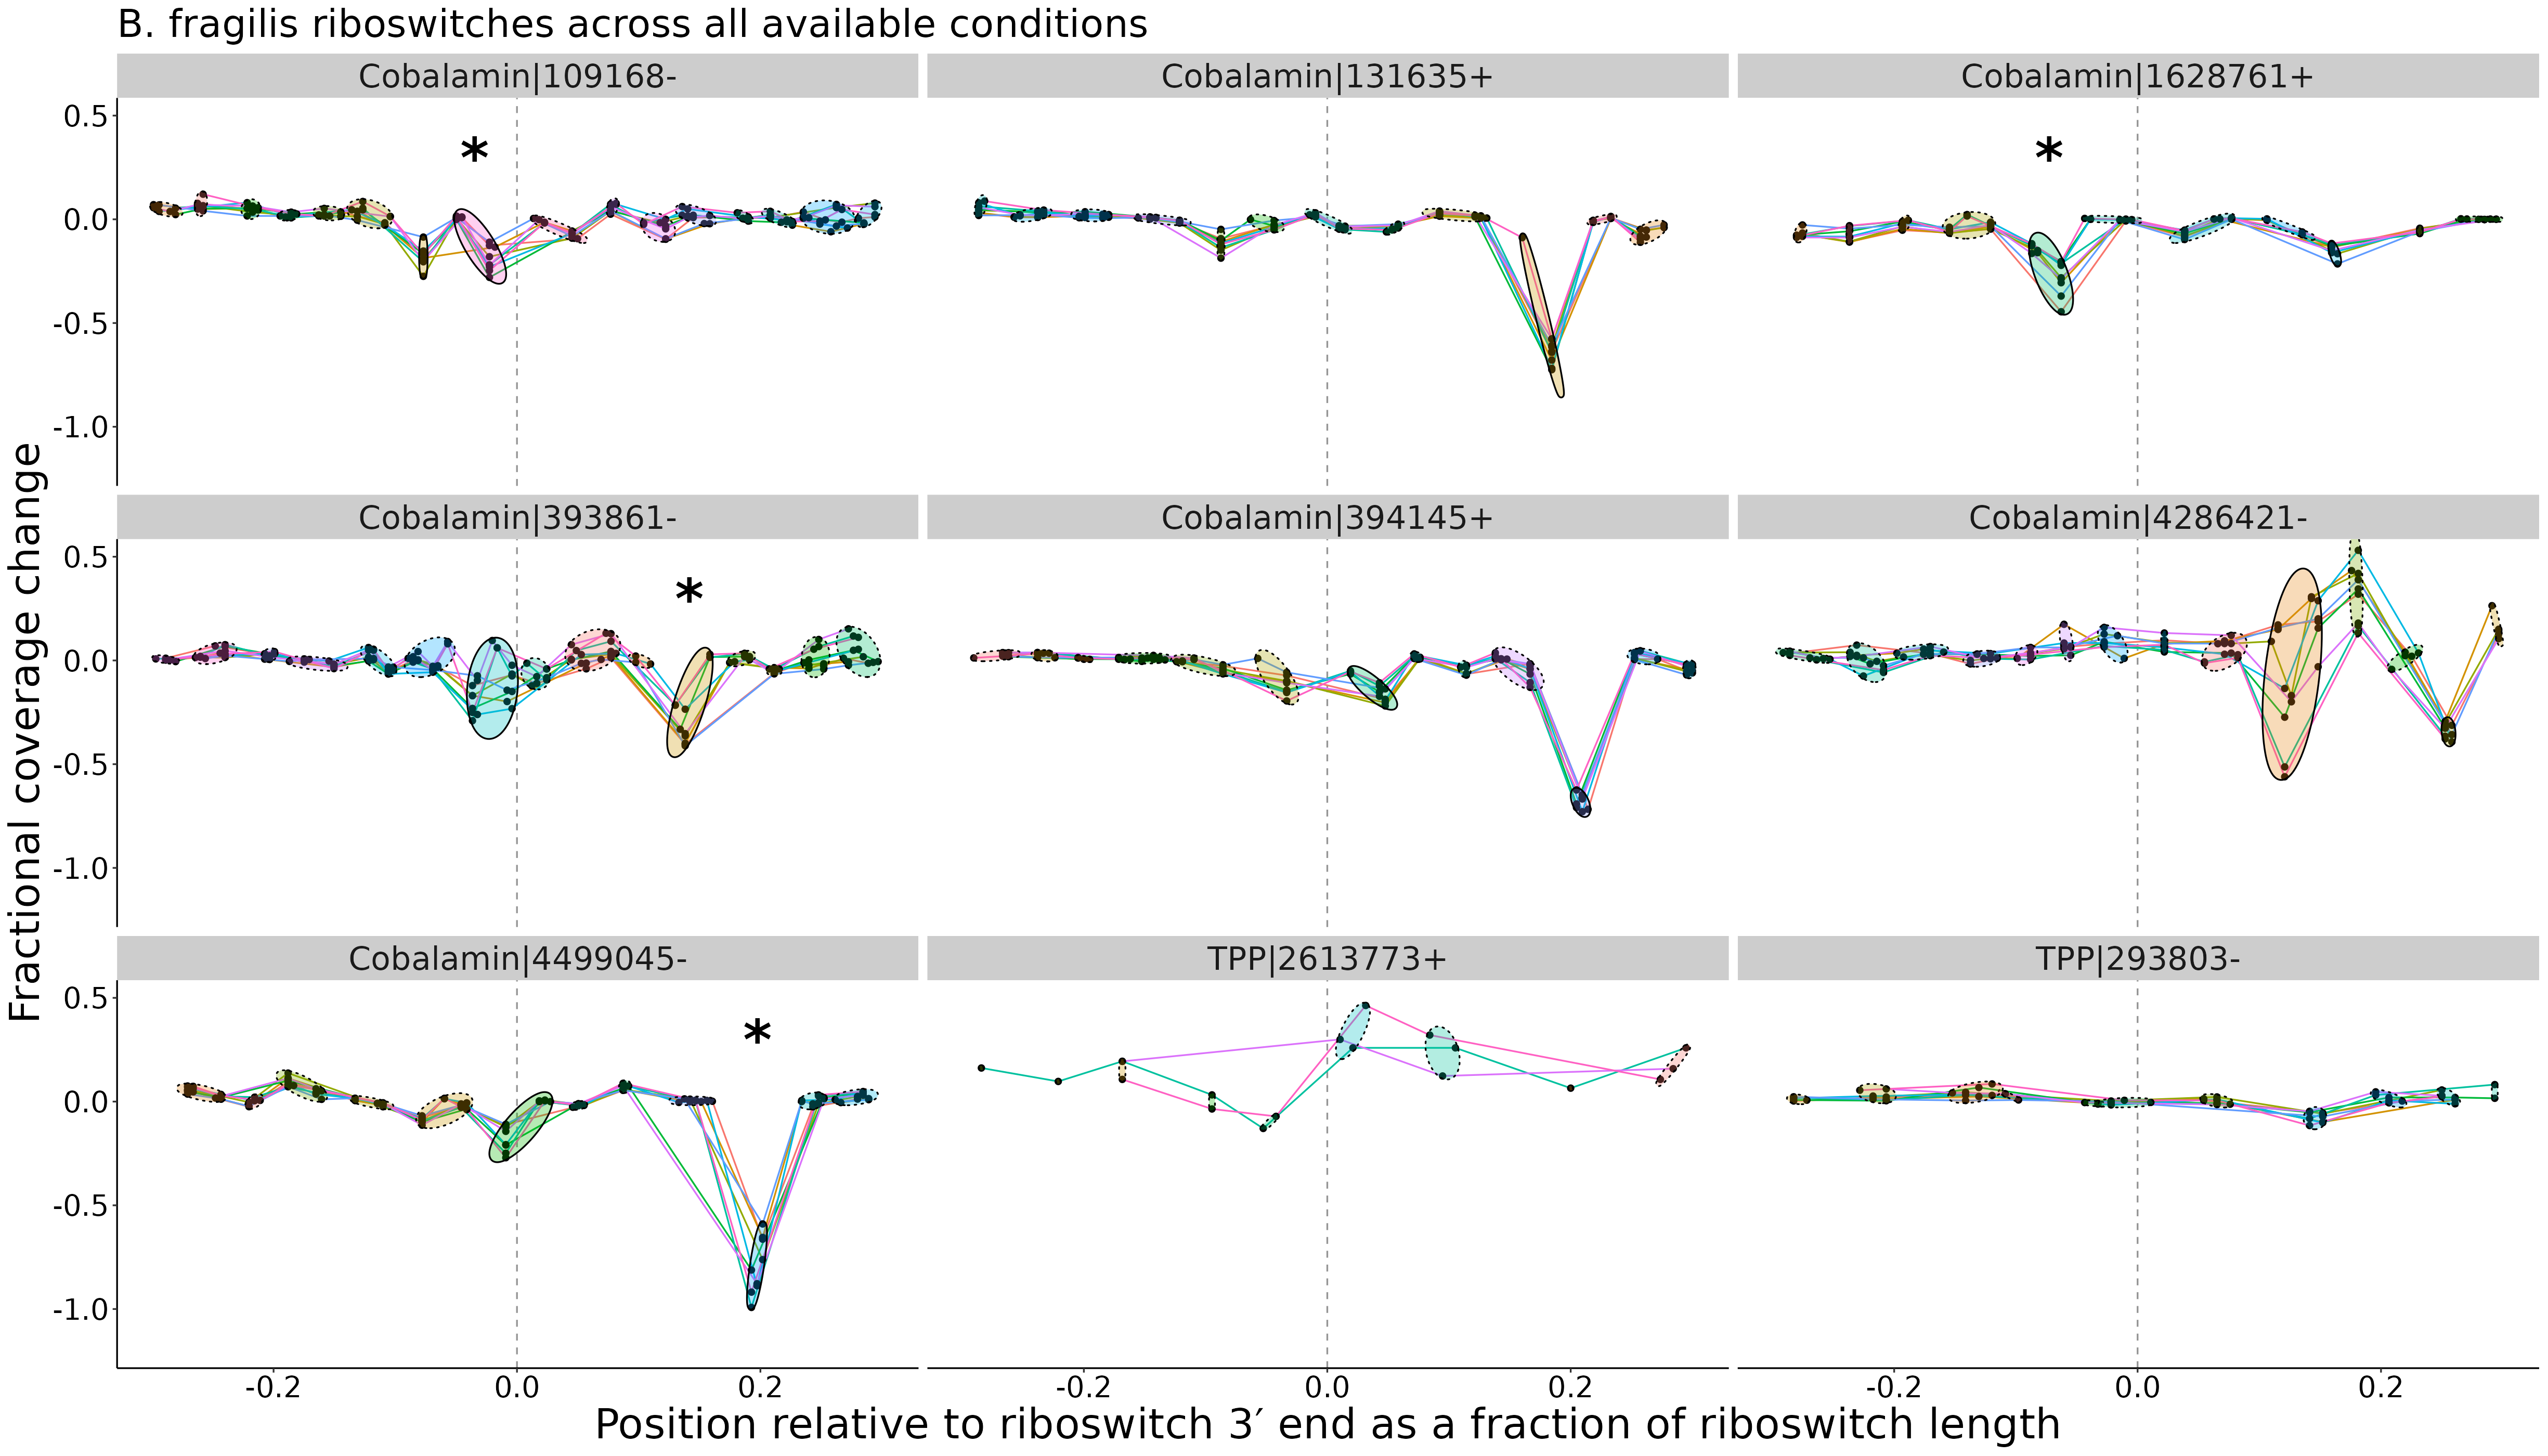 B. fragilis riboswitches across all available conditions
Cobalamin|109168-
Cobalamin|131635+
Cobalamin|1628761+
0.5
0.0
-0.5
-1.0
*
*
Cobalamin|393861-
Cobalamin|394145+
Cobalamin|4286421-
0.5
0.0
-0.5
-1.0
*
Cobalamin|4499045-
TPP|2613773+
TPP|293803-
0.5
0.0
-0.5
-1.0
*
-0.2 0.0 0.2
-0.2 0.0 0.2
-0.2 0.0 0.2
Position relative to riboswitch 3′ end as a fraction of riboswitch length
Fractional coverage change